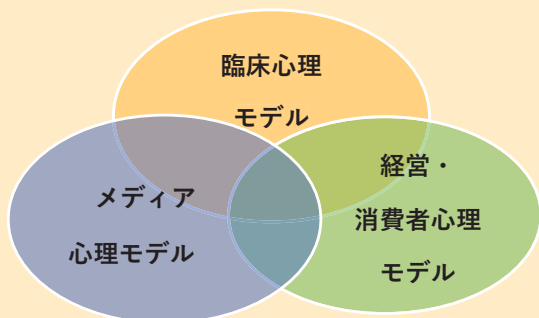 臨床心理
モデル
メディア
心理モデル
経営・
消費者心理
モデル